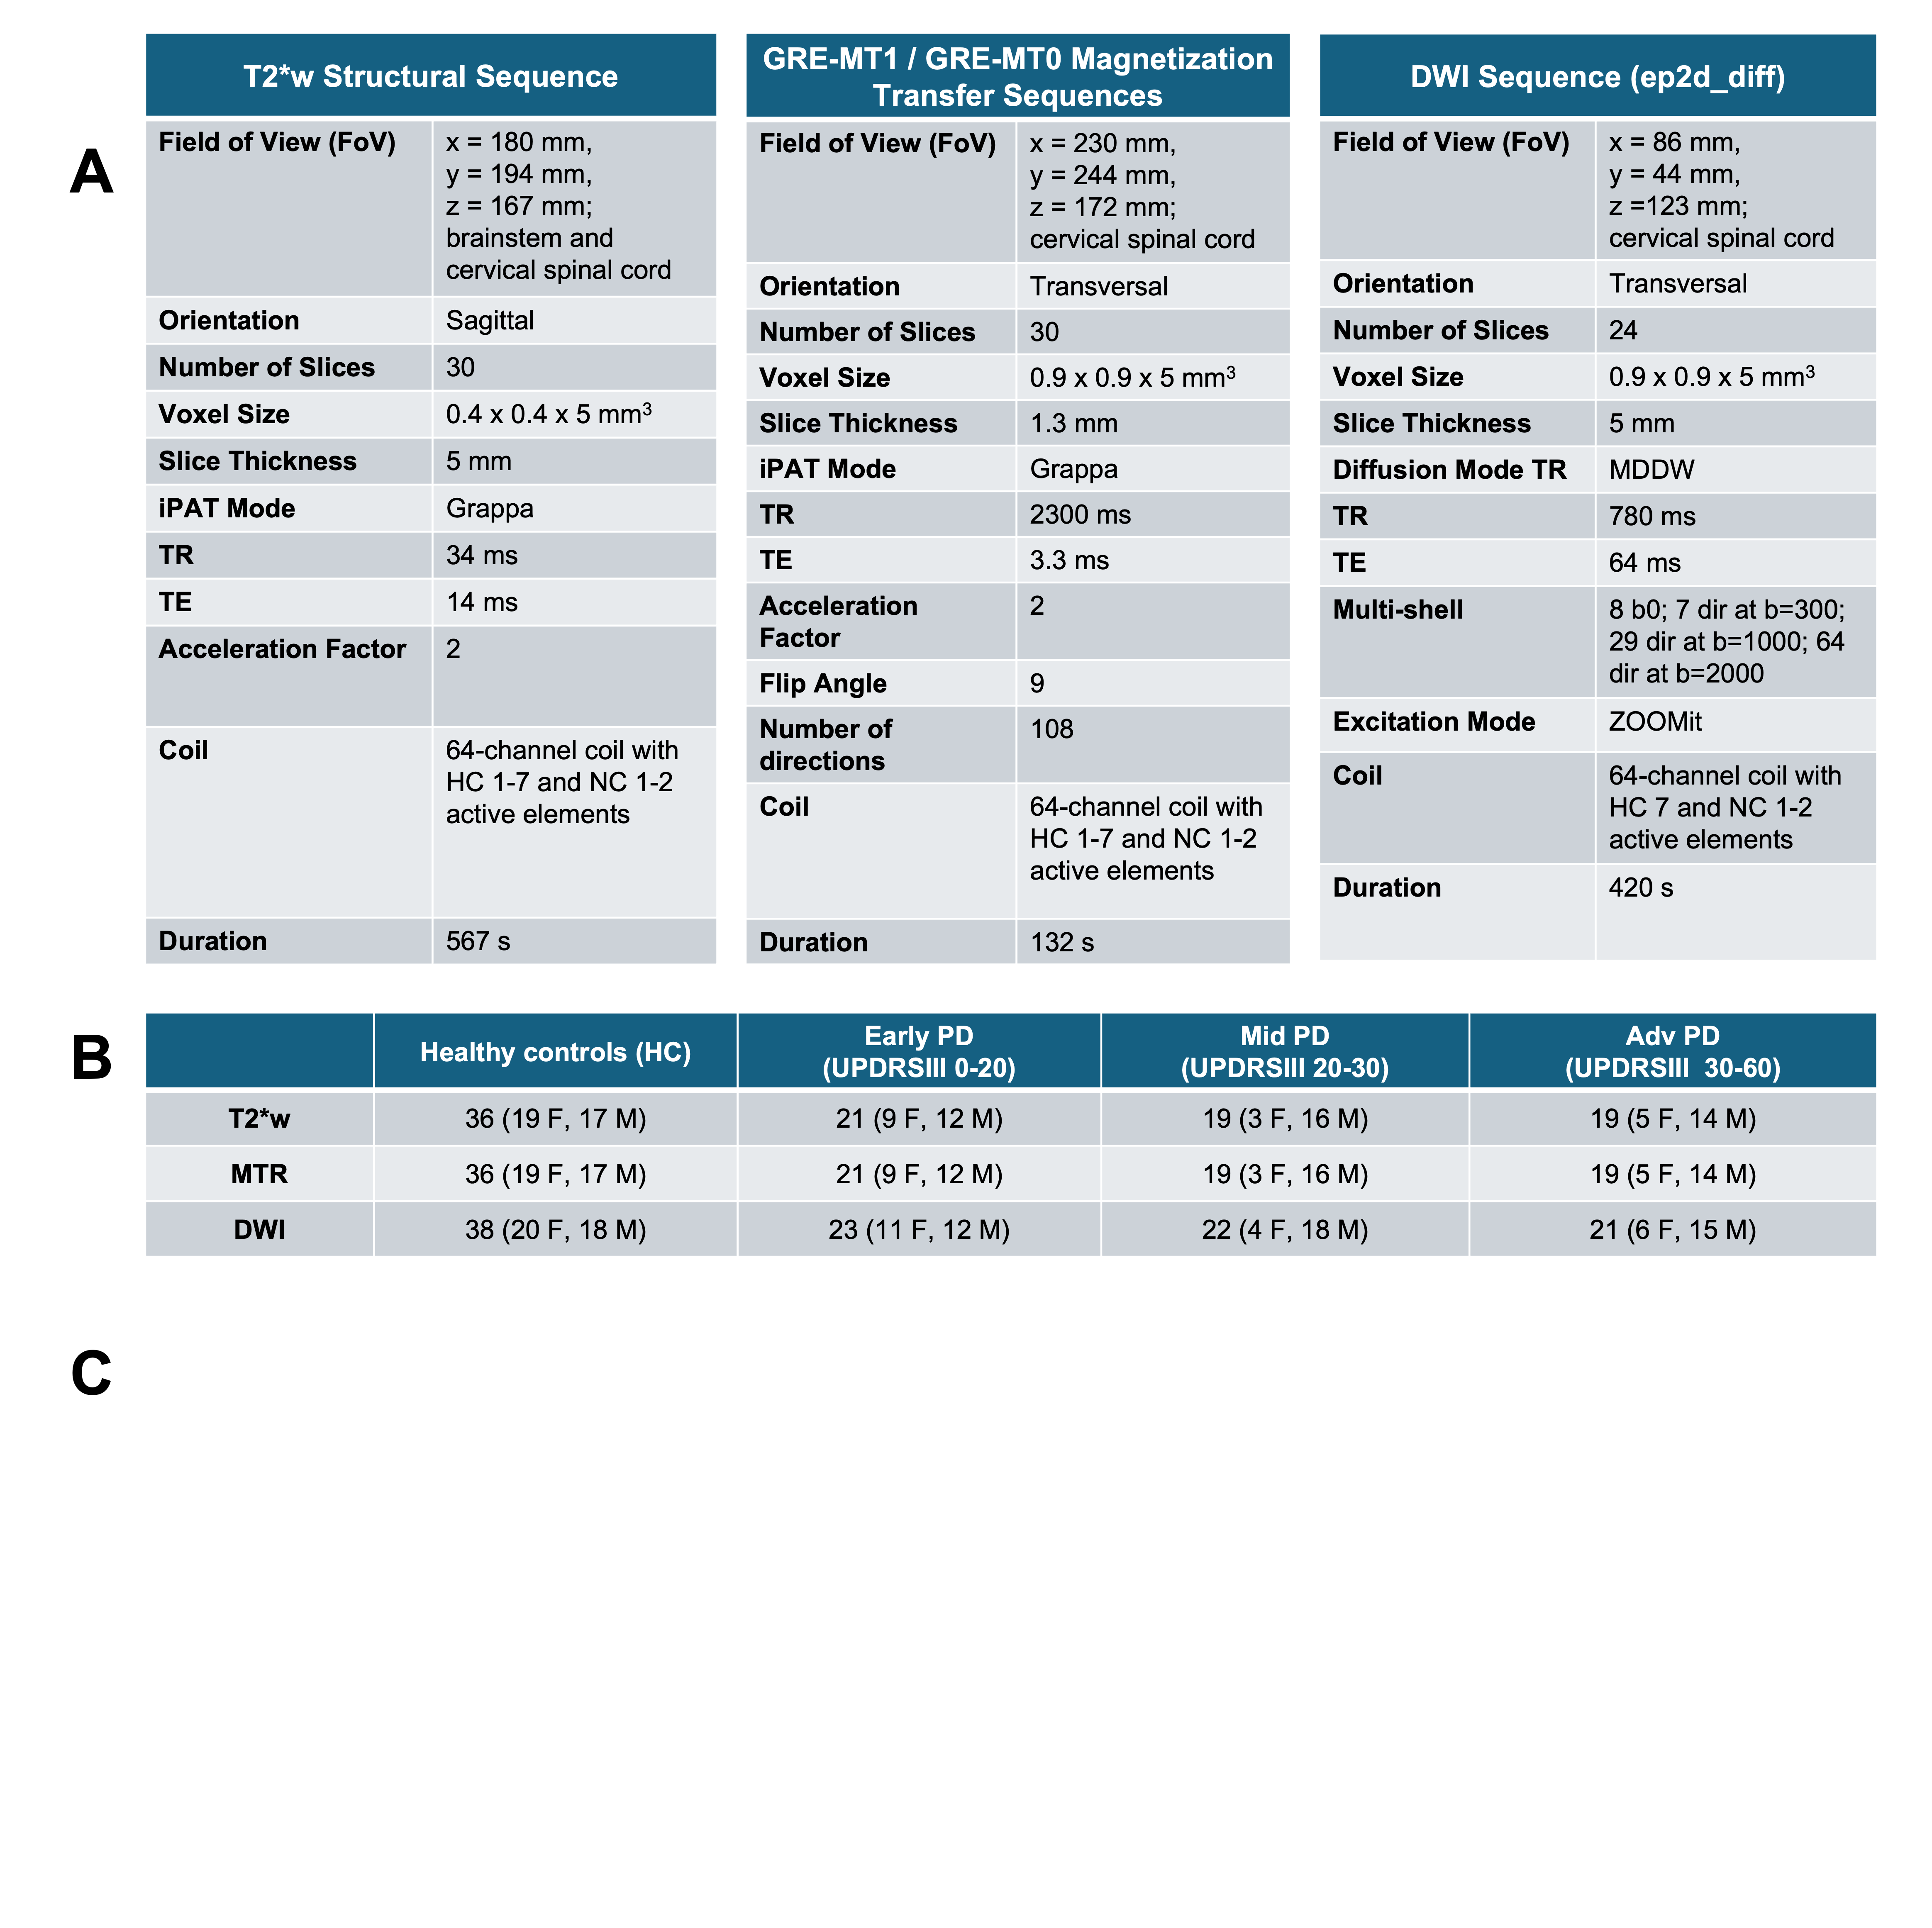 A
T2*w Structural Sequence
Field of View (FoV) x = 180 mm,
y = 194 mm,
z = 167 mm;
brainstem and
cervical spinal cord
Orientation Sagittal
Number of Slices 30
Voxel Size 0.4 x 0.4 x 5 mm³
Slice Thickness 5 mm
iPAT Mode Grappa
TR 34 ms
TE 14 ms
Acceleration Factor 2
Coil 64-channel coil with
HC 1-7 and NC 1-2
active elements
Duration 567 s
GRE-MT1 / GRE-MT0 Magnetization
Transfer Sequences
Field of View (FoV) x = 230 mm,
y = 244 mm,
z = 172 mm;
cervical spinal cord
Orientation Transversal
Number of Slices 30
Voxel Size 0.9 x 0.9 x 5 mm³
Slice Thickness 1.3 mm
iPAT Mode Grappa
TR 2300 ms
TE 3.3 ms
Acceleration 2
Factor
Flip Angle 9
Number of 108
directions
Coil 64-channel coil with
HC 1-7 and NC 1-2
active elements
Duration 132 s
DWI Sequence (ep2d_diff)
Field of View (FoV) x = 86 mm,
y = 44 mm,
z =123 mm;
cervical spinal cord
Orientation Transversal
Number of Slices 24
Voxel Size 0.9 x 0.9 x 5 mm³
Slice Thickness 5 mm
Diffusion Mode TR MDDW
TR 780 ms
TE 64 ms
Multi-shell 8 b0; 7 dir at b=300;
29 dir at b=1000; 64
dir at b=2000
Excitation Mode ZOOMit
Coil 64-channel coil with
HC 7 and NC 1-2
active elements
Duration 420 s
B
Healthy controls (HC) Early PD (UPDRSIII 0-20) Mid PD (UPDRSIII 20-30) Adv PD (UPDRSIII 30-60)
T2*w 36 (19 F, 17 M) 21 (9 F, 12 M) 19 (3 F, 16 M) 19 (5 F, 14 M)
MTR 36 (19 F, 17 M) 21 (9 F, 12 M) 19 (3 F, 16 M) 19 (5 F, 14 M)
DWI 38 (20 F, 18 M) 23 (11 F, 12 M) 22 (4 F, 18 M) 21 (6 F, 15 M)
C